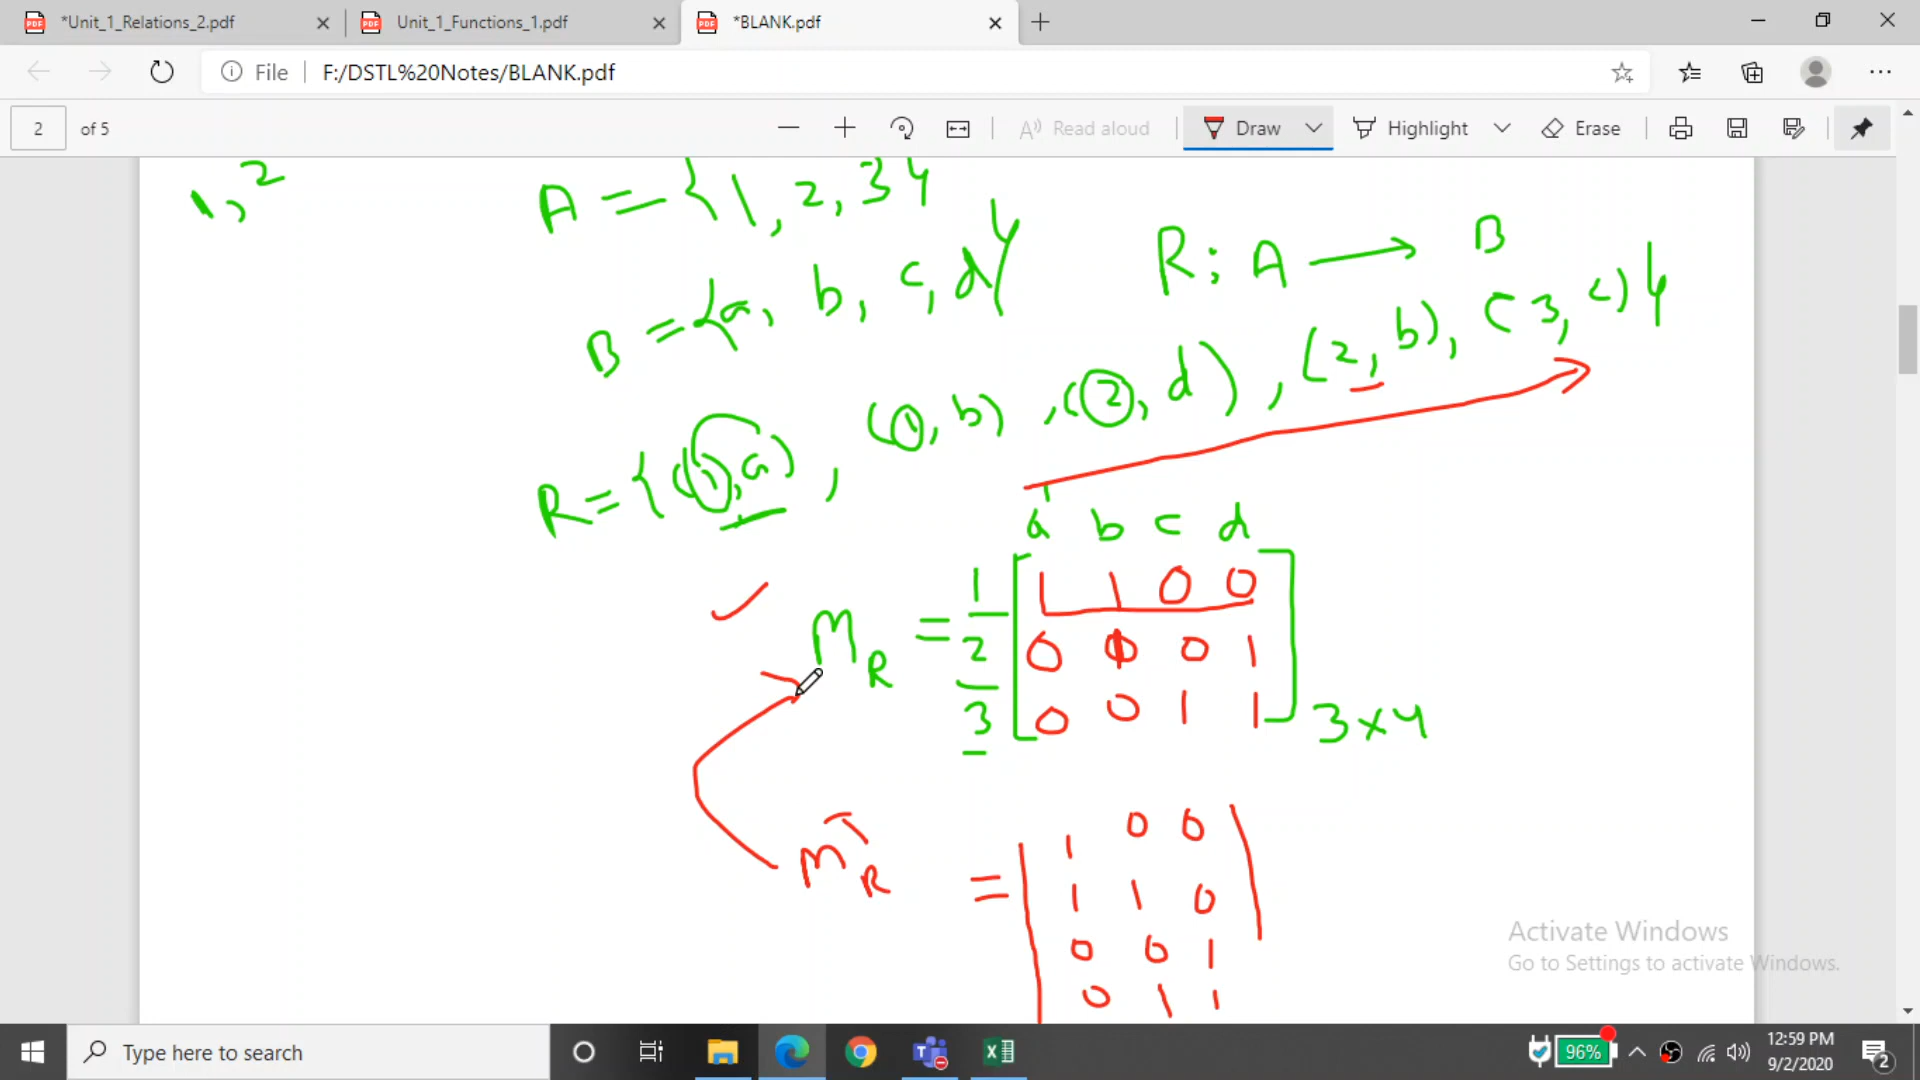 *Unit_1_Relations_2.pdf
Unit_1_Functions_1.pdf
*BLANK.pdf
File
F:/DSTL%20Notes/BLANK.pdf
2 of 5
Read aloud
Draw
Highlight
Erase
1, 2
A = {1, 2, 3}
B = {a, b, c, d}
R : A → B
R = {(1, a), (1, b), (2, d), (2, b), (3, c)}
a b c d
M_R =
1 1 1 0 0
2 0 1 0 1
3 0 0 1 1
3 x 4
M_R^T =
1 0 0
1 1 0
0 0 1
0 1 1
Activate Windows
Go to Settings to activate Windows.
Type here to search
96%
12:59 PM
9/2/2020
2